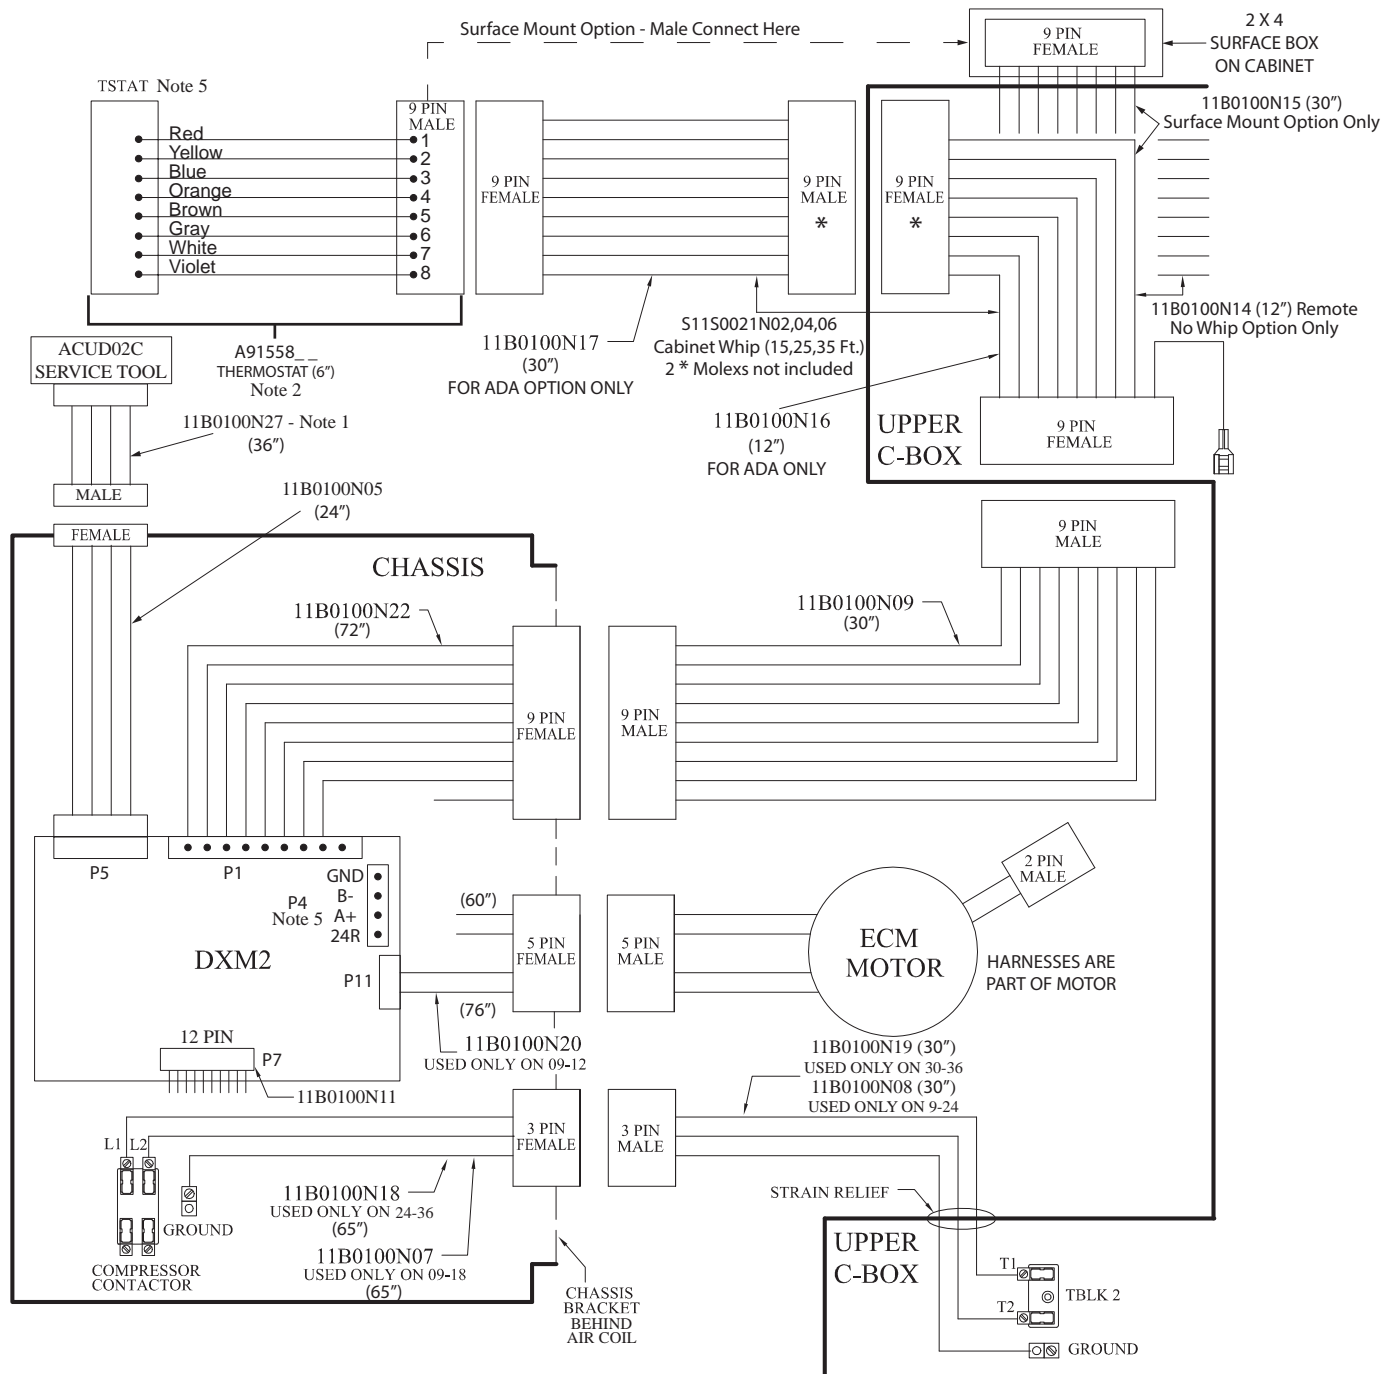 Surface Mount Option - Male Connect Here
9 PIN
FEMALE
2 X 4
SURFACE BOX
ON CABINET
TSTAT Note 5
9 PIN
MALE
Red
Yellow
Blue
Orange
Brown
Gray
White
Violet
1
2
3
4
5
6
7
8
9 PIN
FEMALE
9 PIN
MALE
*
9 PIN
FEMALE
*
11B0100N15 (30")
Surface Mount Option Only
11B0100N14 (12") Remote
No Whip Option Only
A91558_ _
THERMOSTAT (6")
Note 2
11B0100N17
(30")
FOR ADA OPTION ONLY
S11S0021N02,04,06
Cabinet Whip (15,25,35 Ft.)
2 * Molexs not included
11B0100N16
(12")
FOR ADA ONLY
UPPER
C-BOX
9 PIN
FEMALE
ACUD02C
SERVICE TOOL
11B0100N27 - Note 1
(36")
MALE
11B0100N05
(24")
FEMALE
CHASSIS
9 PIN
MALE
11B0100N22
(72")
11B0100N09
(30")
9 PIN
FEMALE
9 PIN
MALE
P5
P1
P4
Note 5
GND
B-
A+
24R
DXM2
P11
12 PIN
P7
11B0100N11
(60")
5 PIN
FEMALE
5 PIN
MALE
(76")
11B0100N20
USED ONLY ON 09-12
ECM
MOTOR
2 PIN
MALE
HARNESSES ARE
PART OF MOTOR
11B0100N19 (30")
USED ONLY ON 30-36
11B0100N08 (30")
USED ONLY ON 9-24
L1 L2
3 PIN
FEMALE
3 PIN
MALE
11B0100N18
USED ONLY ON 24-36
(65")
GROUND
11B0100N07
USED ONLY ON 09-18
(65")
COMPRESSOR
CONTACTOR
CHASSIS
BRACKET
BEHIND
AIR COIL
STRAIN RELIEF
UPPER
C-BOX
T1
T2
TBLK 2
GROUND